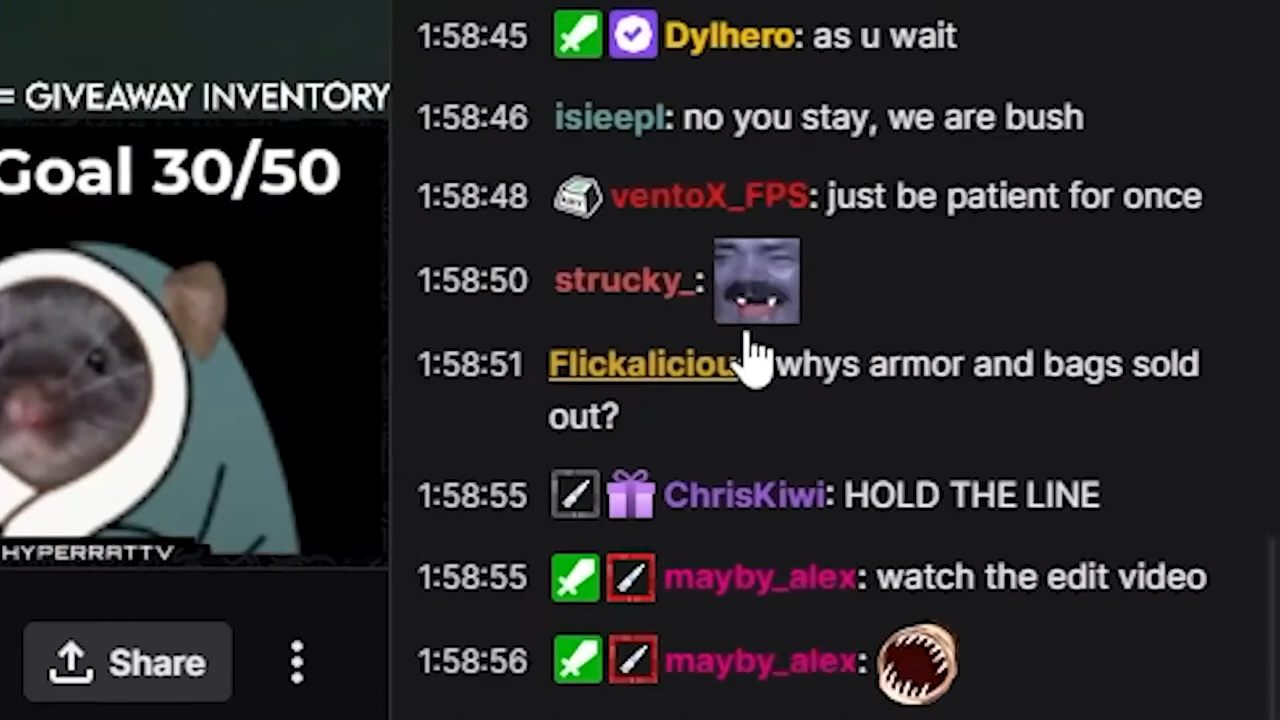 = GIVEAWAY INVENTORY
Goal 30/50
HYPERRATTV
Share
1:58:45 Dylhero: as u wait
1:58:46 isieepl: no you stay, we are bush
1:58:48 ventoX_FPS: just be patient for once
1:58:50 strucky_:
1:58:51 Flickaliciou whys armor and bags sold
out?
1:58:55 ChrisKiwi: HOLD THE LINE
1:58:55 mayby_alex: watch the edit video
1:58:56 mayby_alex: